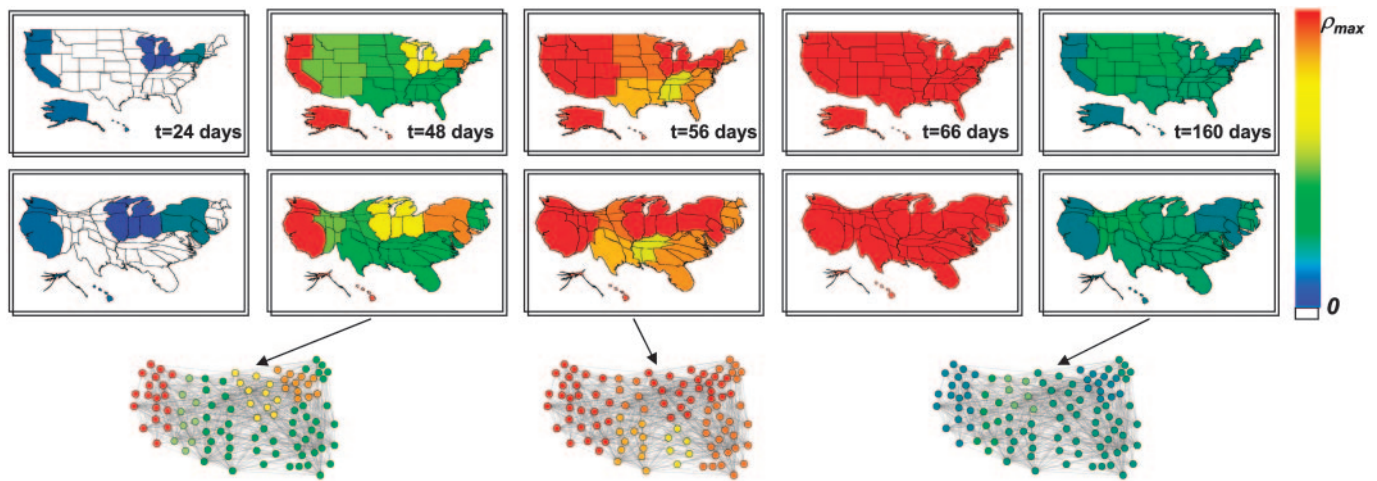 t=24 days
t=48 days
t=56 days
t=66 days
t=160 days
ρmax
0